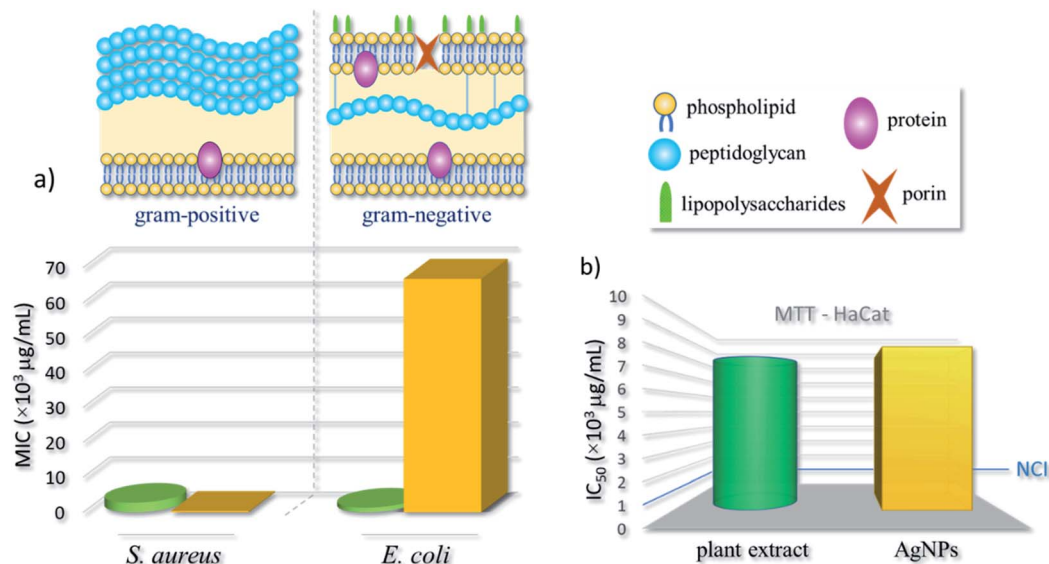 a)
gram-positive
gram-negative
phospholipid
peptidoglycan
lipopolysaccharides
protein
porin
MIC (×10³ µg/mL)
70
60
50
40
30
20
10
0
S. aureus
E. coli
b)
MTT - HaCat
IC₅₀ (×10³ µg/mL)
10
9
8
7
6
5
4
3
2
1
0
NCI
plant extract
AgNPs